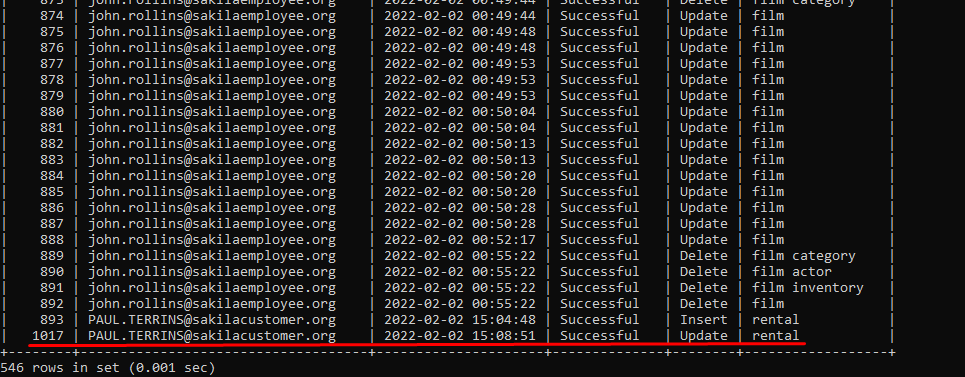 873 | john.rollins@sakilaemployee.org | 2022-02-02 00:49:44 | Successful | Delete | film category |
874 | john.rollins@sakilaemployee.org | 2022-02-02 00:49:44 | Successful | Update | film |
875 | john.rollins@sakilaemployee.org | 2022-02-02 00:49:48 | Successful | Update | film |
876 | john.rollins@sakilaemployee.org | 2022-02-02 00:49:48 | Successful | Update | film |
877 | john.rollins@sakilaemployee.org | 2022-02-02 00:49:53 | Successful | Update | film |
878 | john.rollins@sakilaemployee.org | 2022-02-02 00:49:53 | Successful | Update | film |
879 | john.rollins@sakilaemployee.org | 2022-02-02 00:49:53 | Successful | Update | film |
880 | john.rollins@sakilaemployee.org | 2022-02-02 00:50:04 | Successful | Update | film |
881 | john.rollins@sakilaemployee.org | 2022-02-02 00:50:04 | Successful | Update | film |
882 | john.rollins@sakilaemployee.org | 2022-02-02 00:50:13 | Successful | Update | film |
883 | john.rollins@sakilaemployee.org | 2022-02-02 00:50:13 | Successful | Update | film |
884 | john.rollins@sakilaemployee.org | 2022-02-02 00:50:20 | Successful | Update | film |
885 | john.rollins@sakilaemployee.org | 2022-02-02 00:50:20 | Successful | Update | film |
886 | john.rollins@sakilaemployee.org | 2022-02-02 00:50:28 | Successful | Update | film |
887 | john.rollins@sakilaemployee.org | 2022-02-02 00:50:28 | Successful | Update | film |
888 | john.rollins@sakilaemployee.org | 2022-02-02 00:52:17 | Successful | Update | film |
889 | john.rollins@sakilaemployee.org | 2022-02-02 00:55:22 | Successful | Delete | film category |
890 | john.rollins@sakilaemployee.org | 2022-02-02 00:55:22 | Successful | Delete | film actor |
891 | john.rollins@sakilaemployee.org | 2022-02-02 00:55:22 | Successful | Delete | film inventory |
892 | john.rollins@sakilaemployee.org | 2022-02-02 00:55:22 | Successful | Delete | film |
893 | PAUL.TERRINS@sakilacustomer.org | 2022-02-02 15:04:48 | Successful | Insert | rental |
1017 | PAUL.TERRINS@sakilacustomer.org | 2022-02-02 15:08:51 | Successful | Update | rental |
546 rows in set (0.001 sec)